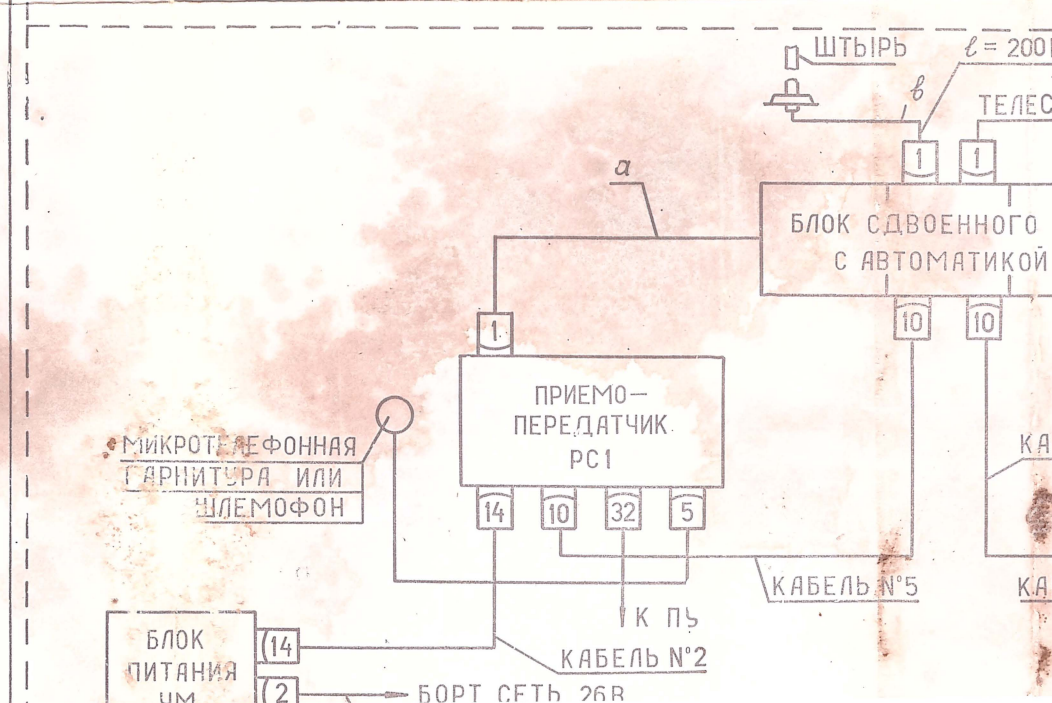 ШТЫРЬ
ℓ = 200
в
ТЕЛЕС
1
1
а
БЛОК СДВОЕННОГО
С АВТОМАТИКОЙ
10
10
1
ПРИЕМО-
ПЕРЕДАТЧИК
РС1
МИКРОТЕЛЕФОННАЯ
ГАРНИТУРА ИЛИ
ШЛЕМОФОН
КА
14
10
32
5
КАБЕЛЬ №5
КА
К ПУ
БЛОК
ПИТАНИЯ
УМ
14
КАБЕЛЬ №2
2
БОРТ СЕТЬ 26В